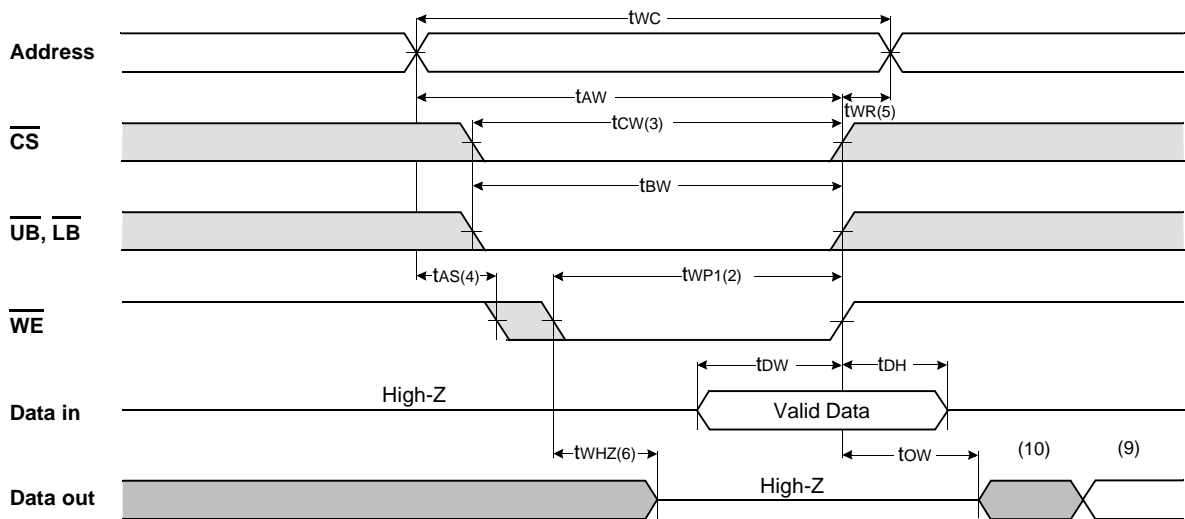 tWC
Address
tAW
tWR(5)
tCW(3)
CS
tBW
UB, LB
tAS(4)
tWP1(2)
WE
tDW
tDH
High-Z
Data in
Valid Data
tWHZ(6)
tOW
(10)
(9)
Data out
High-Z